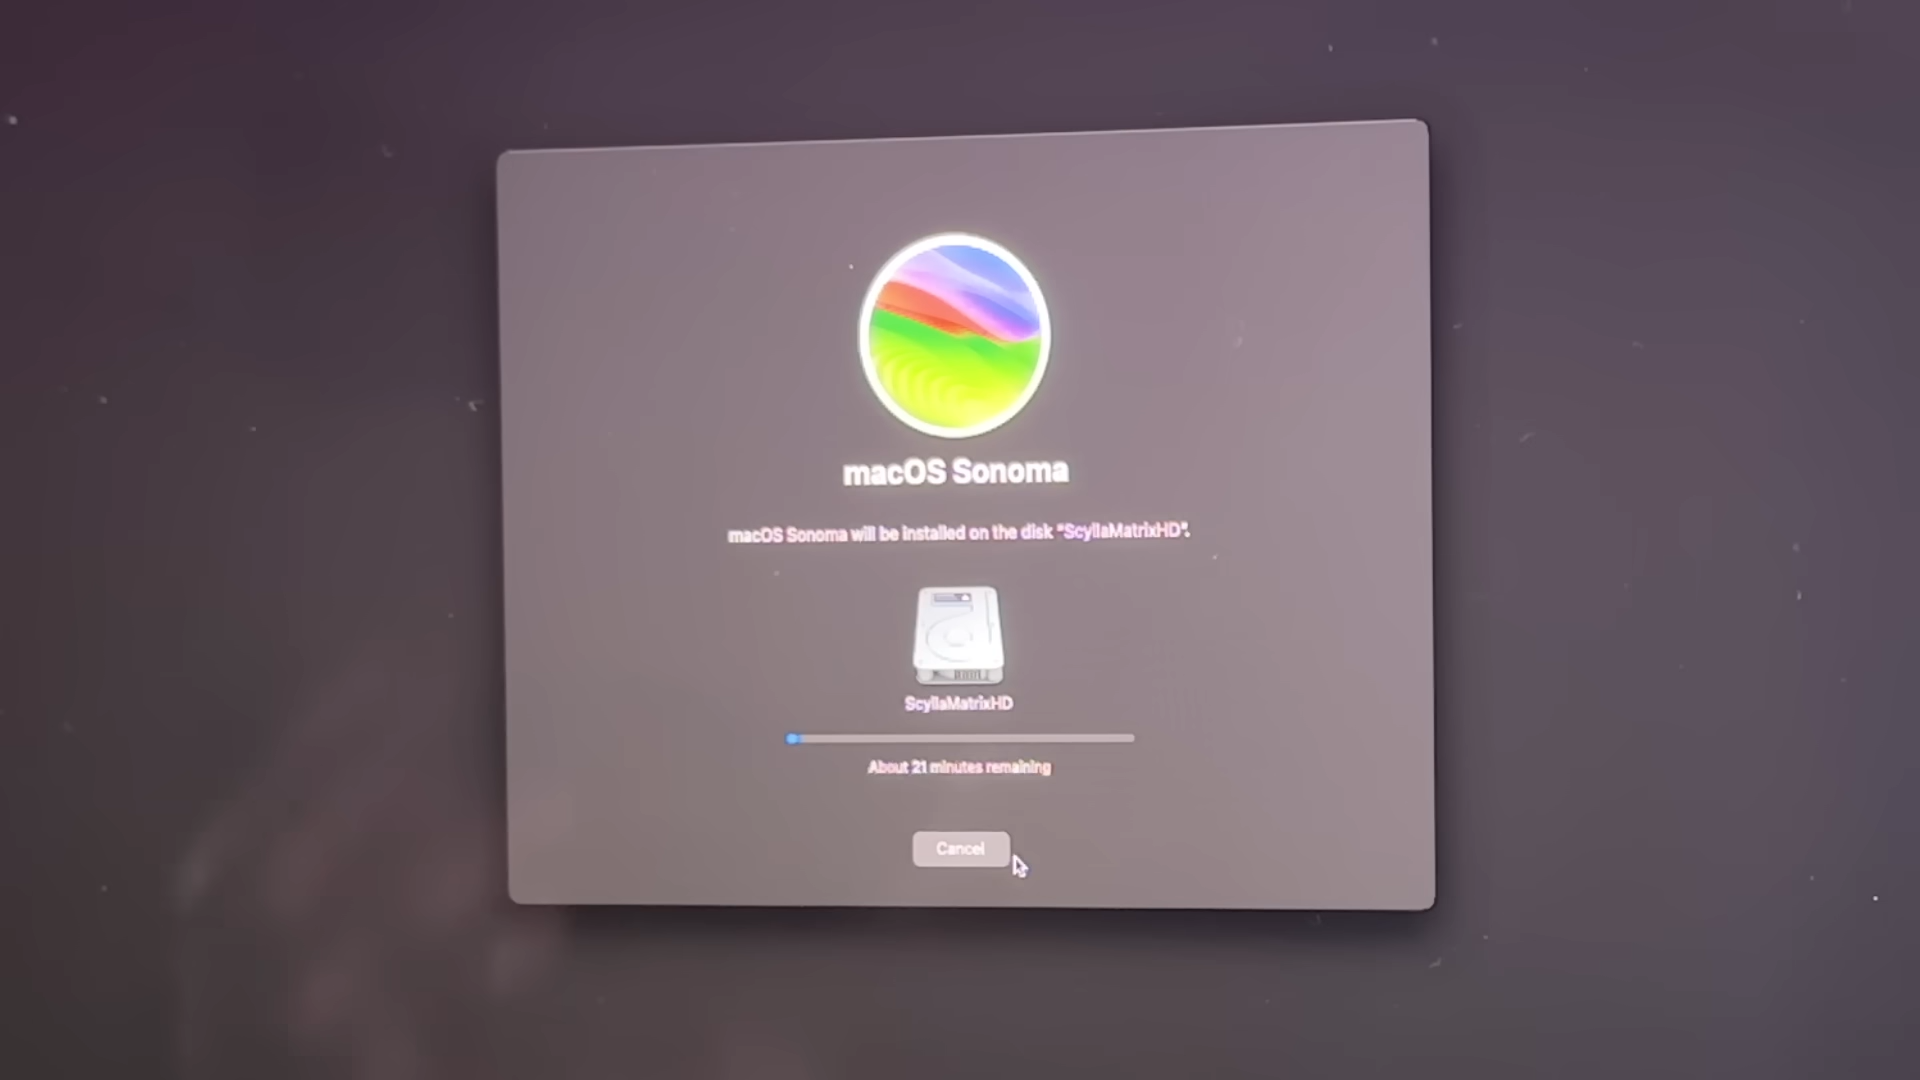 macOS Sonoma
macOS Sonoma will be installed on the disk “ScyllaMatrixHD”.
ScyllaMatrixHD
About 21 minutes remaining
Cancel